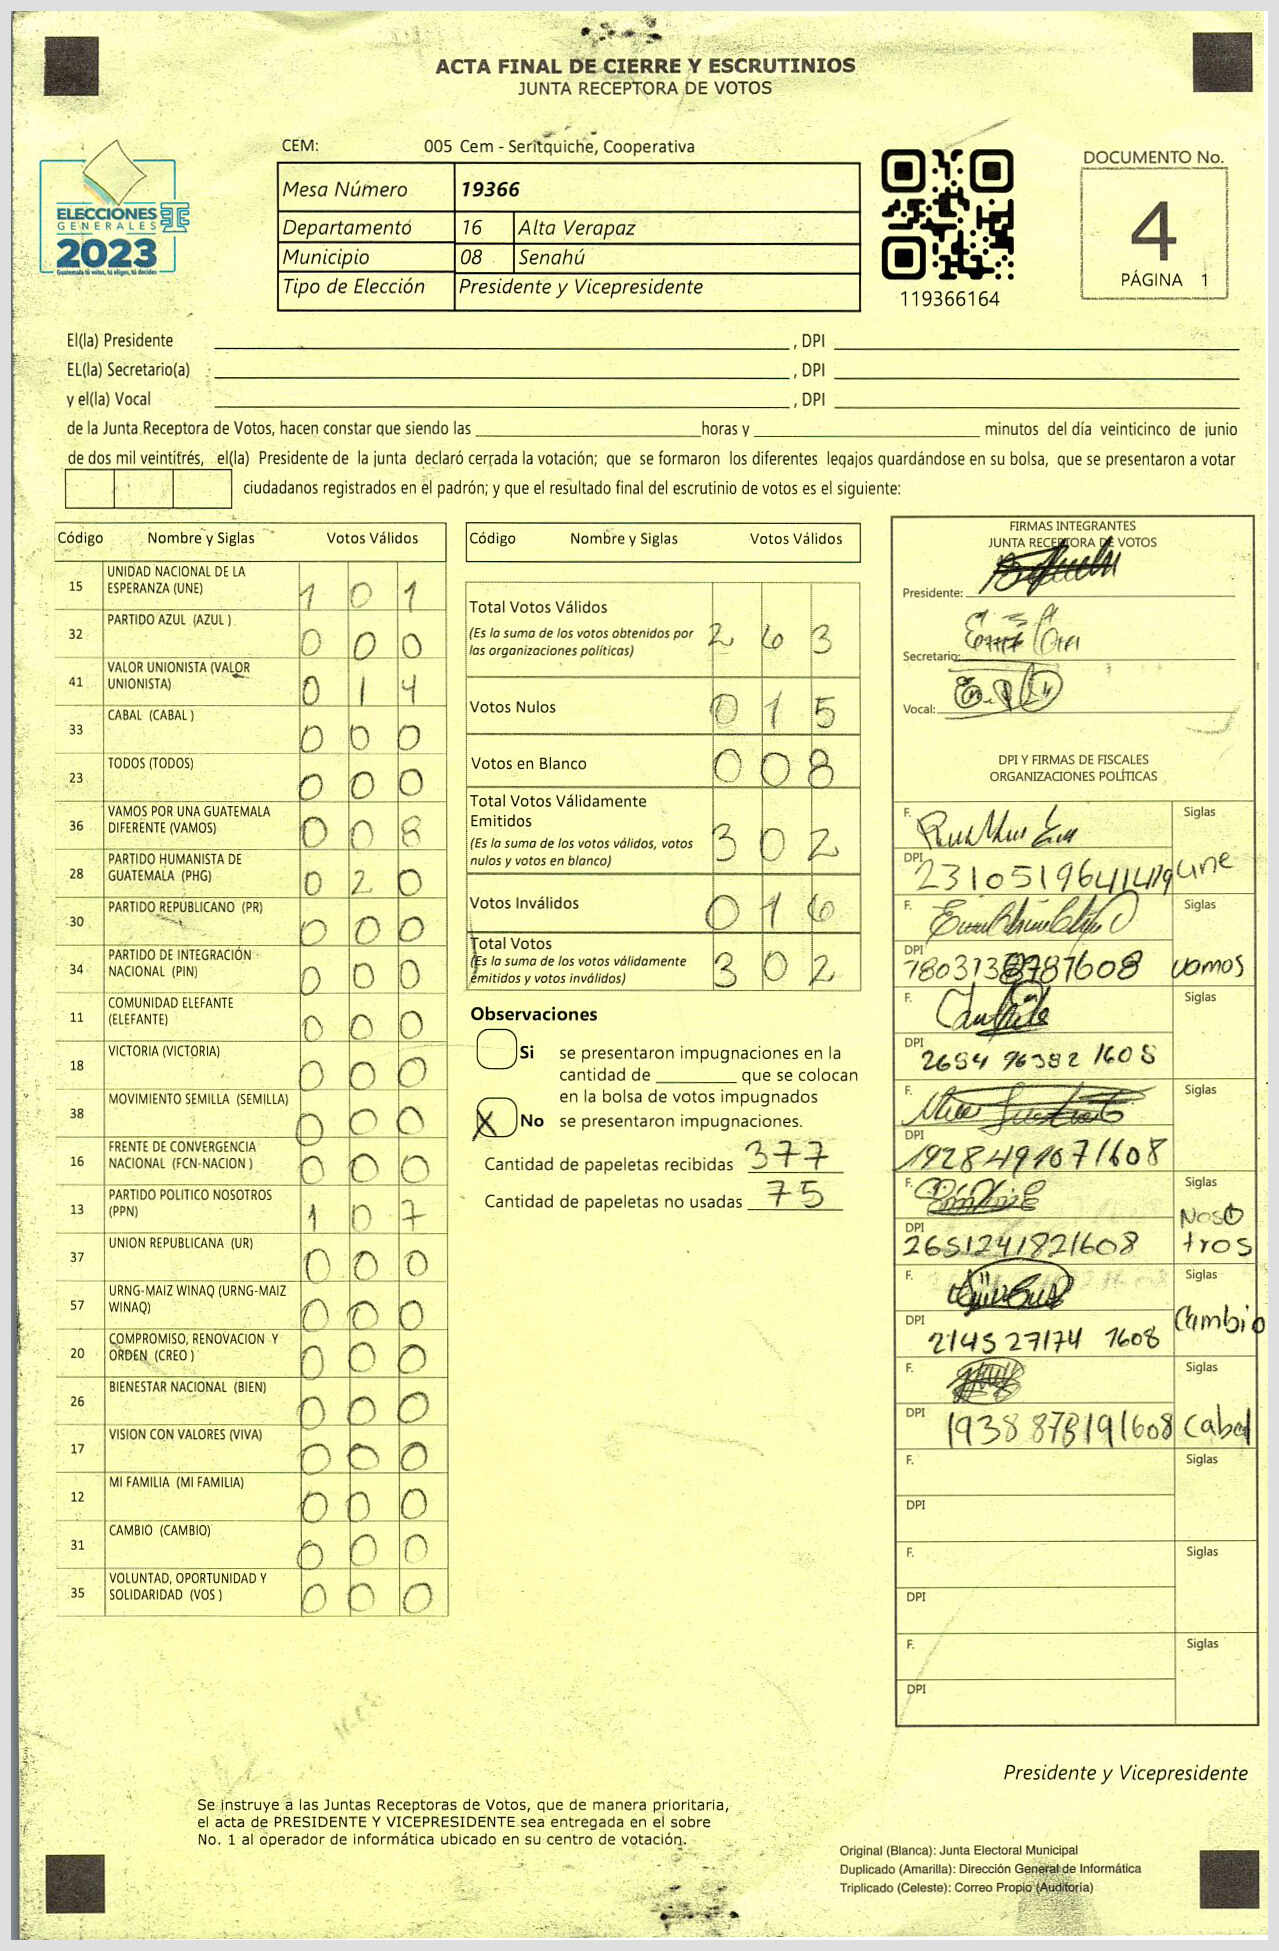 ACTA FINAL DE CIERRE Y ESCRUTINIOS
JUNTA RECEPTORA DE VOTOS
CEM: 005 Cem - Seritquiche, Cooperativa
ELECCIONES
GENERALES
2023
Guatemala tú votas, tú eliges, tú decides
Mesa Número 19366
Departamento 16 Alta Verapaz
Municipio 08 Senahú
Tipo de Elección Presidente y Vicepresidente
119366164
DOCUMENTO No.
4
PÁGINA 1
El(la) Presidente , DPI
EL(la) Secretario(a) , DPI
y el(la) Vocal , DPI
de la Junta Receptora de Votos, hacen constar que siendo las horas y minutos del día veinticinco de junio
de dos mil veintitrés, el(la) Presidente de la junta declaró cerrada la votación; que se formaron los diferentes legajos guardándose en su bolsa, que se presentaron a votar
ciudadanos registrados en el padrón; y que el resultado final del escrutinio de votos es el siguiente:
Código Nombre y Siglas Votos Válidos
15 UNIDAD NACIONAL DE LA
ESPERANZA (UNE) 1 0 1
32 PARTIDO AZUL (AZUL ) 0 0 0
41 VALOR UNIONISTA (VALOR
UNIONISTA) 0 1 4
33 CABAL (CABAL ) 0 0 0
23 TODOS (TODOS) 0 0 0
36 VAMOS POR UNA GUATEMALA
DIFERENTE (VAMOS) 0 0 8
28 PARTIDO HUMANISTA DE
GUATEMALA (PHG) 0 2 0
30 PARTIDO REPUBLICANO (PR) 0 0 0
34 PARTIDO DE INTEGRACIÓN
NACIONAL (PIN) 0 0 0
11 COMUNIDAD ELEFANTE
(ELEFANTE) 0 0 0
18 VICTORIA (VICTORIA) 0 0 0
38 MOVIMIENTO SEMILLA (SEMILLA) 0 0 0
16 FRENTE DE CONVERGENCIA
NACIONAL (FCN-NACION ) 0 0 0
13 PARTIDO POLITICO NOSOTROS
(PPN) 1 0 7
37 UNION REPUBLICANA (UR) 0 0 0
57 URNG-MAIZ WINAQ (URNG-MAIZ
WINAQ) 0 0 0
20 COMPROMISO, RENOVACION Y
ORDEN (CREO ) 0 0 0
26 BIENESTAR NACIONAL (BIEN) 0 0 0
17 VISION CON VALORES (VIVA) 0 0 0
12 MI FAMILIA (MI FAMILIA) 0 0 0
31 CAMBIO (CAMBIO) 0 0 0
35 VOLUNTAD, OPORTUNIDAD Y
SOLIDARIDAD (VOS ) 0 0 0
Código Nombre y Siglas Votos Válidos
Total Votos Válidos
(Es la suma de los votos obtenidos por
las organizaciones políticas) 2 6 3
Votos Nulos 0 1 5
Votos en Blanco 0 0 8
Total Votos Válidamente
Emitidos
(Es la suma de los votos válidos, votos
nulos y votos en blanco) 3 0 2
Votos Inválidos 0 1 6
Total Votos
(Es la suma de los votos válidamente
emitidos y votos inválidos) 3 0 2
Observaciones
Si se presentaron impugnaciones en la
cantidad de que se colocan
en la bolsa de votos impugnados
X No se presentaron impugnaciones.
Cantidad de papeletas recibidas 377
Cantidad de papeletas no usadas 75
FIRMAS INTEGRANTES
JUNTA RECEPTORA DE VOTOS
Presidente:
Secretario:
Vocal:
DPI Y FIRMAS DE FISCALES
ORGANIZACIONES POLÍTICAS
F. Siglas
DPI une
F. Siglas
DPI vamos
F. Siglas
DPI 2654 96382 1608
F. Siglas
DPI 1928491071608
F. Siglas
Noso
DPI 2651241821608 tros
F. Siglas
DPI 2145 27174 1608 Cambio
F. Siglas
DPI Cabal
F. Siglas
DPI
F. Siglas
DPI
F. Siglas
DPI
Presidente y Vicepresidente
Se instruye a las Juntas Receptoras de Votos, que de manera prioritaria,
el acta de PRESIDENTE Y VICEPRESIDENTE sea entregada en el sobre
No. 1 al operador de informática ubicado en su centro de votación.
Original (Blanca): Junta Electoral Municipal
Duplicado (Amarilla): Dirección General de Informática
Triplicado (Celeste): Correo Propio (Auditoría)